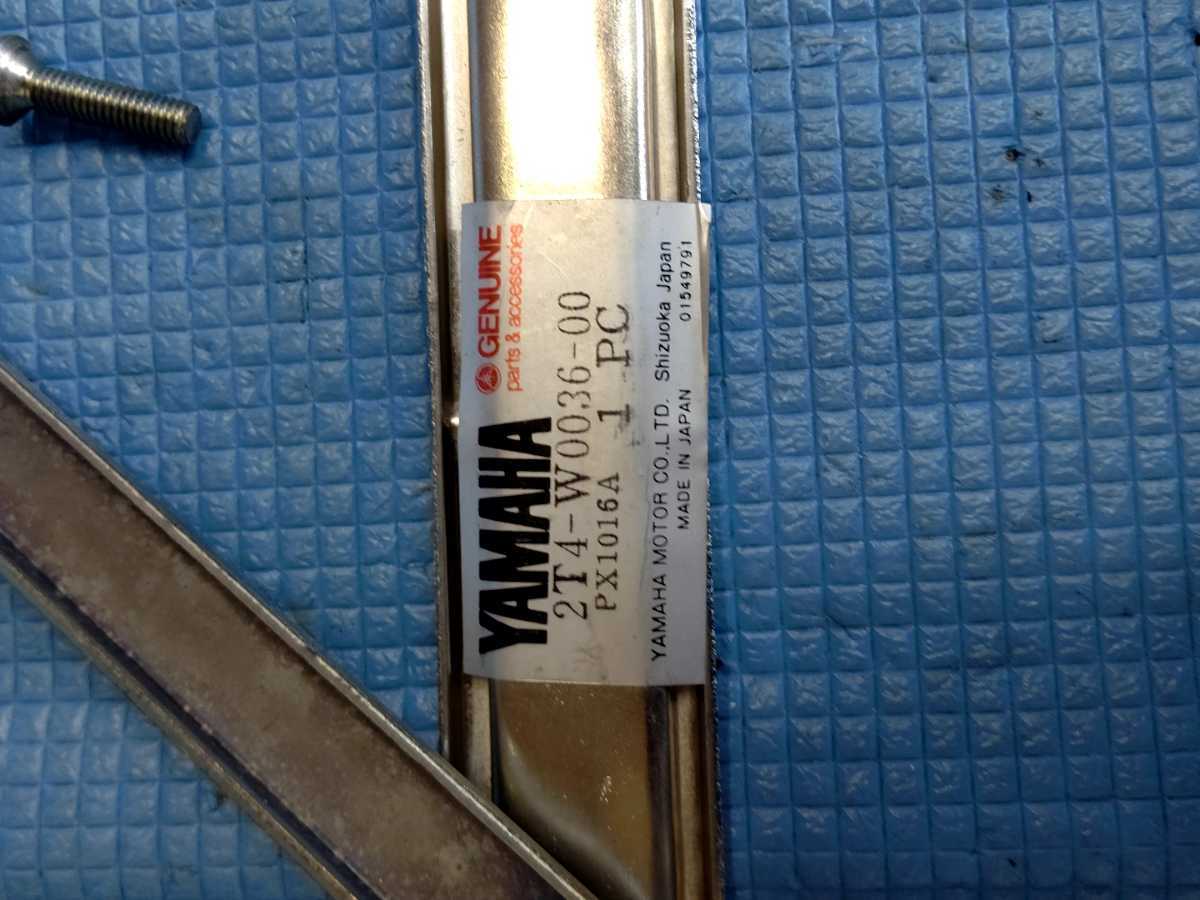 YAMAHA
GENUINE
parts & accessories
2T4-W0036-00
PX1016A 1 PC
YAMAHA MOTOR CO.,LTD. Shizuoka Japan
MADE IN JAPAN 01549791